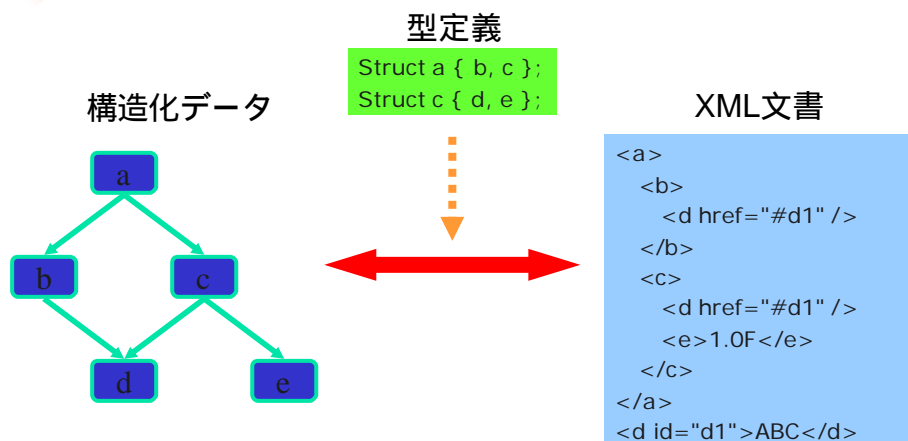 型定義
Struct a { b, c };
Struct c { d, e };
構造化データ
a
b
c
d
e
XML文書
<a>
<b>
<d href="#d1" />
</b>
<c>
<d href="#d1" />
<e>1.0F</e>
</c>
</a>
<d id="d1">ABC</d>